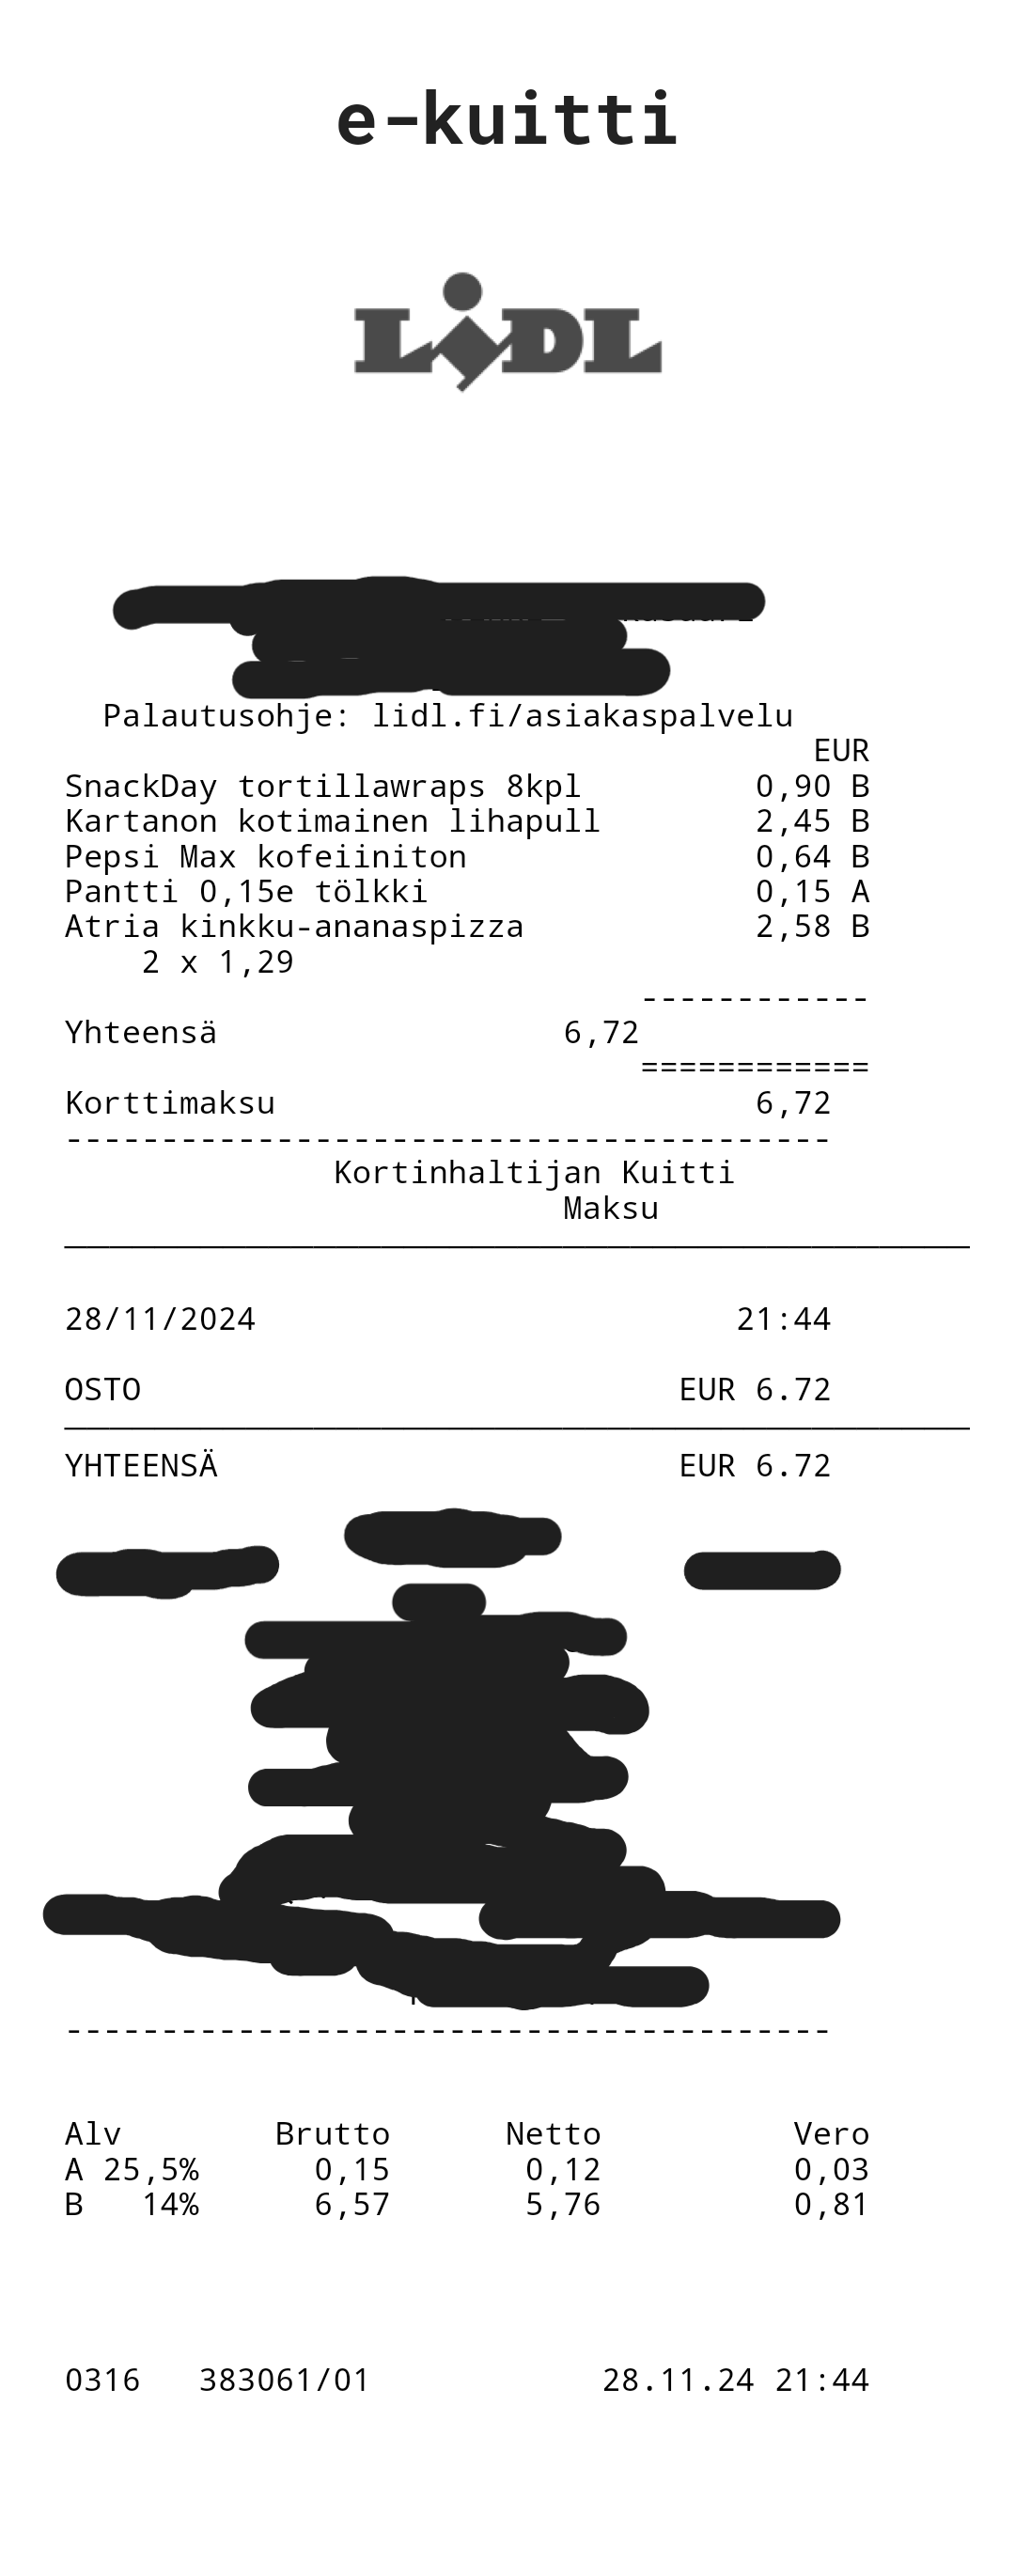 e-kuitti
LIDL
Palautusohje: lidl.fi/asiakaspalvelu
EUR
SnackDay tortillawraps 8kpl 0,90 B
Kartanon kotimainen lihapull 2,45 B
Pepsi Max kofeiiniton 0,64 B
Pantti 0,15e tölkki 0,15 A
Atria kinkku-ananaspizza 2,58 B
2 x 1,29
------------
Yhteensä 6,72
============
Korttimaksu 6,72
----------------------------------------
Kortinhaltijan Kuitti
Maksu
28/11/2024 21:44
OSTO EUR 6.72
YHTEENSÄ EUR 6.72
----------------------------------------
Alv Brutto Netto Vero
A 25,5% 0,15 0,12 0,03
B 14% 6,57 5,76 0,81
0316 383061/01 28.11.24 21:44